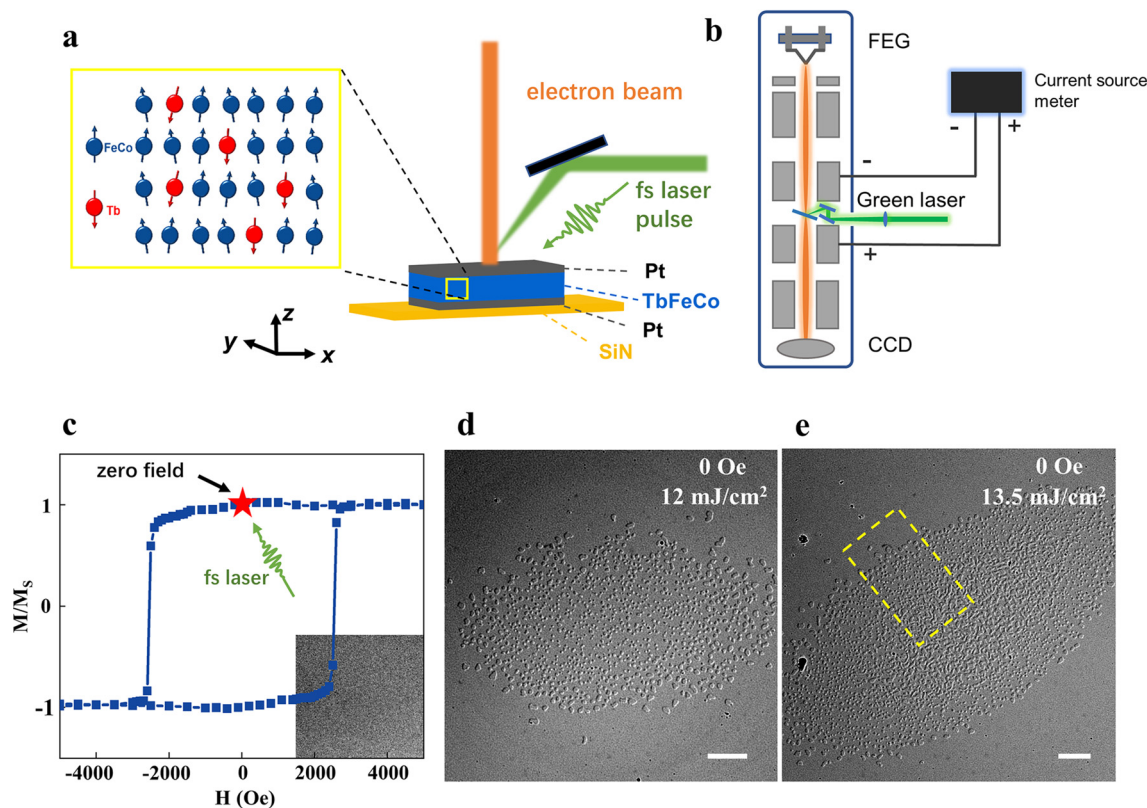 a
FeCo
Tb
electron beam
fs laser
pulse
Pt
TbFeCo
Pt
SiN
z
y
x
b
FEG
Current source
meter
-
+
-
Green laser
+
CCD
c
zero field
fs laser
M/Ms
1
0
-1
-4000 -2000 0 2000 4000
H (Oe)
d
0 Oe
12 mJ/cm²
e
0 Oe
13.5 mJ/cm²